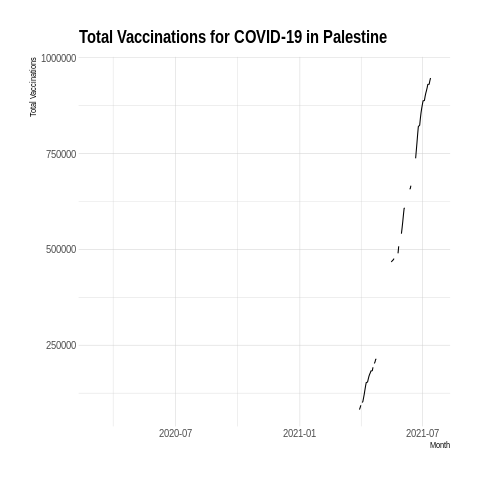 Total Vaccinations for COVID-19 in Palestine
Total Vaccinations
1000000
750000
500000
250000
2020-07
2021-01
2021-07
Month